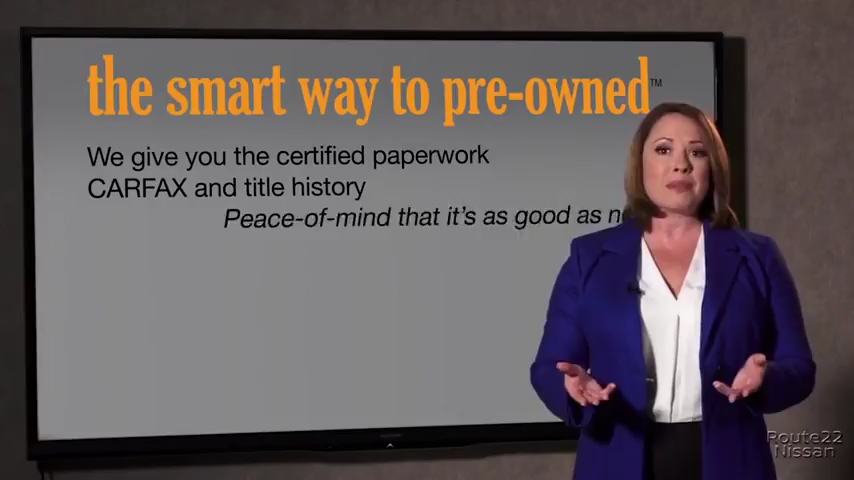 the smart way to pre-owned™
We give you the certified paperwork
CARFAX and title history
Peace-of-mind that it's as good as
Route22
Nissan